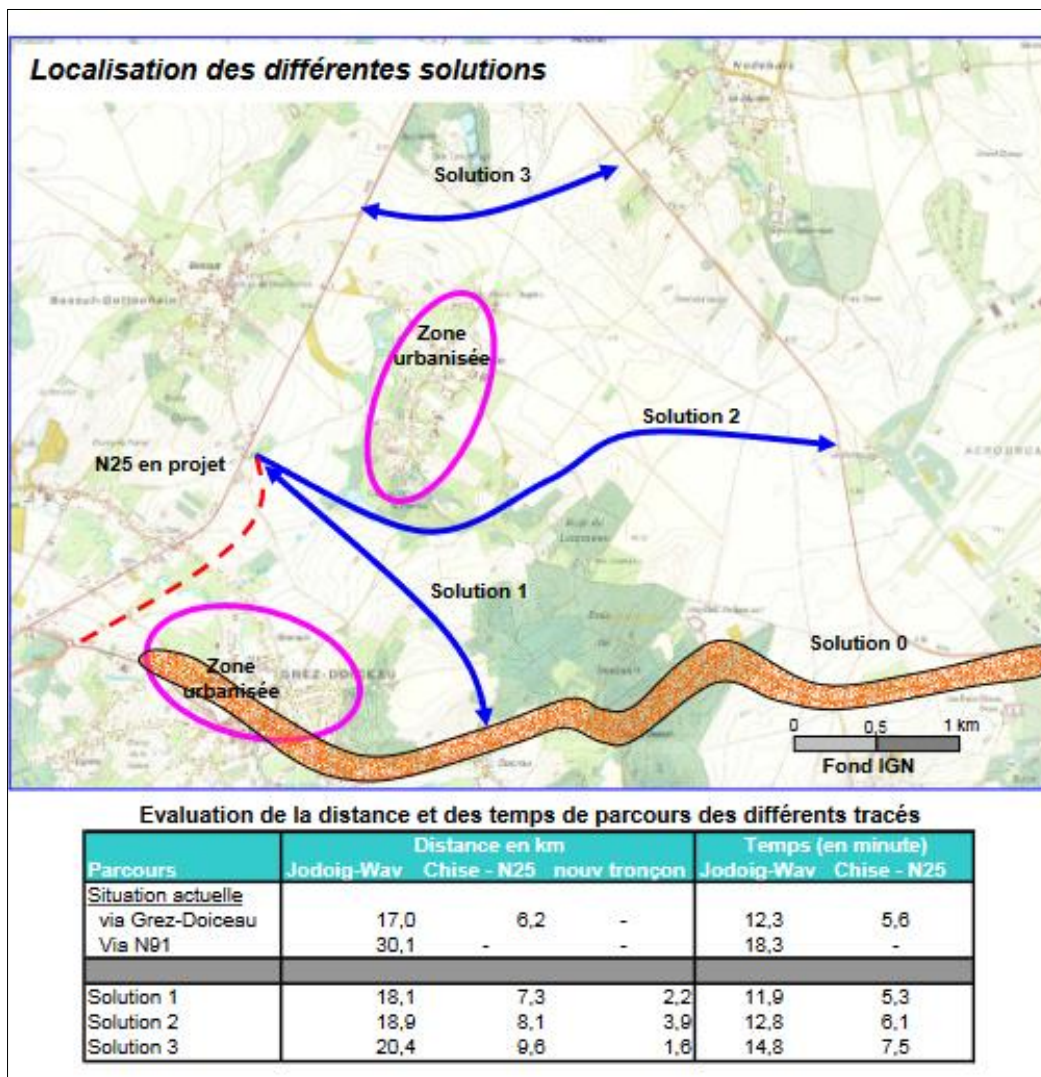 Localisation des différentes solutions
Solution 3
Zone
urbanisée
Solution 2
N25 en projet
Solution 1
Solution 0
Zone
urbanisée
GREZ-DOICEAU
0 0,5 1 km
Fond IGN
Evaluation de la distance et des temps de parcours des différents tracés
Distance en km Temps (en minute)
Parcours Jodoig-Wav Chise - N25 nouv tronçon Jodoig-Wav Chise - N25
Situation actuelle
via Grez-Doiceau 17,0 6,2 - 12,3 5,6
Via N91 30,1 - - 18,3 -
Solution 1 18,1 7,3 2,2 11,9 5,3
Solution 2 18,9 8,1 3,9 12,8 6,1
Solution 3 20,4 9,6 1,6 14,8 7,5